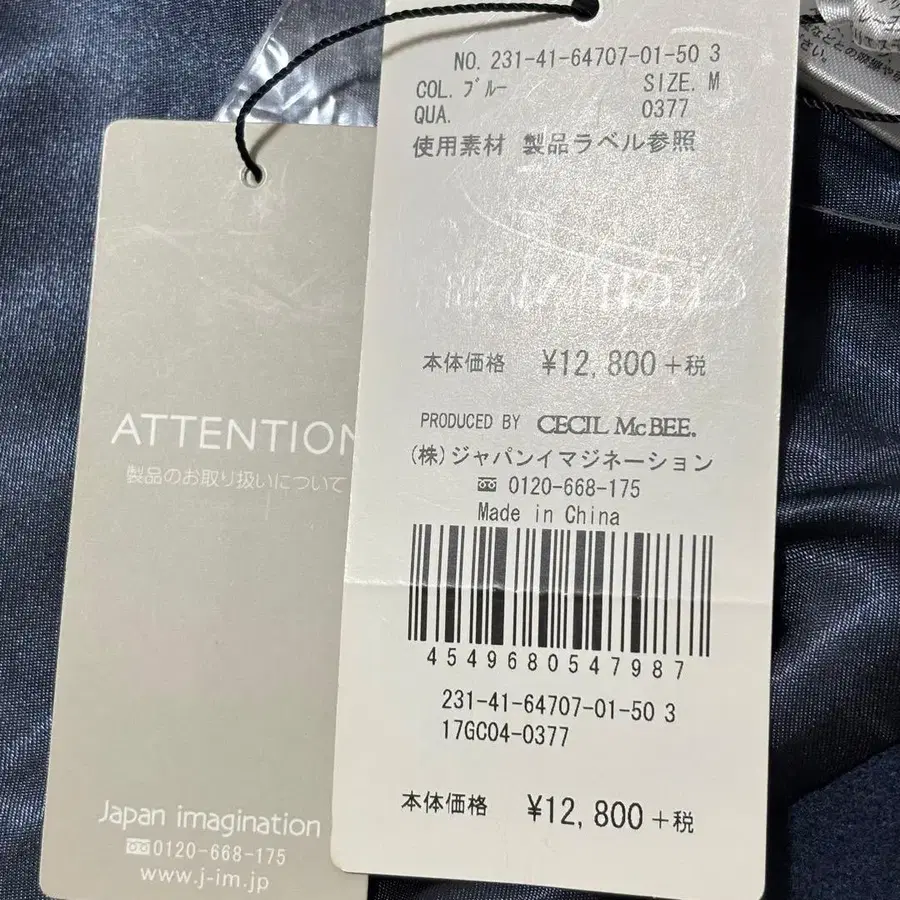 NO. 231-41-64707-01-50 3
COL. ブルー SIZE. M
QUA. 0377
使用素材 製品ラベル参照
本体価格 ¥12,800+税
PRODUCED BY CECIL McBEE.
(株)ジャパンイマジネーション
0120-668-175
Made in China
4549680547987
231-41-64707-01-50 3
17GC04-0377
本体価格 ¥12,800+税
ATTENTION
製品のお取り扱いについて
Japan imagination
0120-668-175
www.j-im.jp